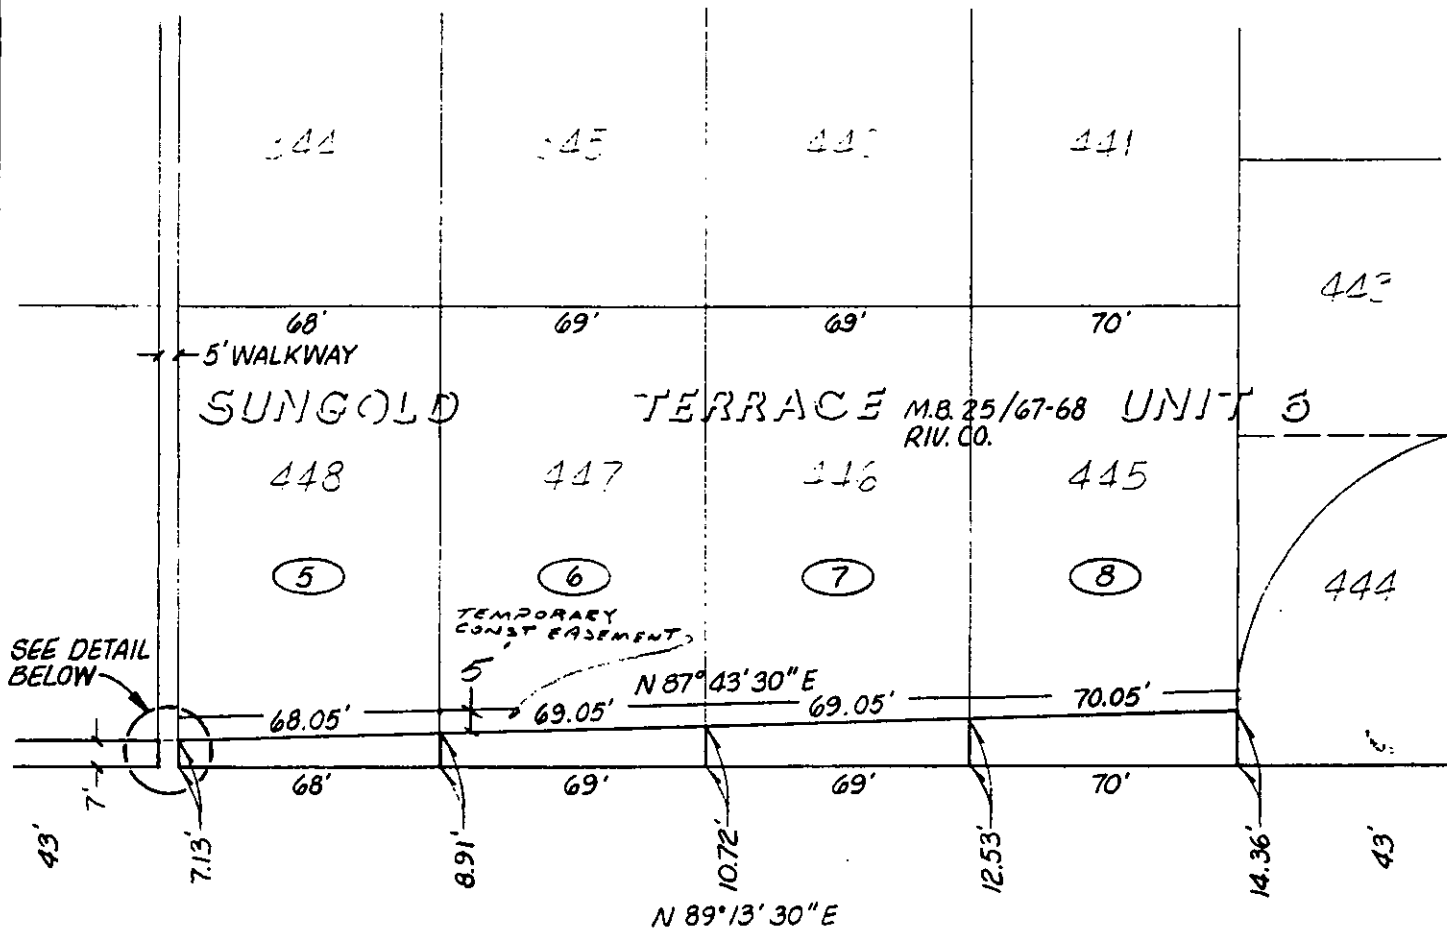 441
443
68' 69' 69' 70'
5' WALKWAY
SUNGOLD TERRACE M.B. 25/67-68 UNIT
RIV. CO.
448 447 446 445
5 6 7 8
444
TEMPORARY
CONST EASEMENT
5'
SEE DETAIL
BELOW
N 87°43'30"E
68.05' 69.05' 69.05' 70.05'
68' 69' 69' 70'
7'
43' 7.13' 8.91' 10.72' 12.53' 14.36' 43'
N 89°13'30"E